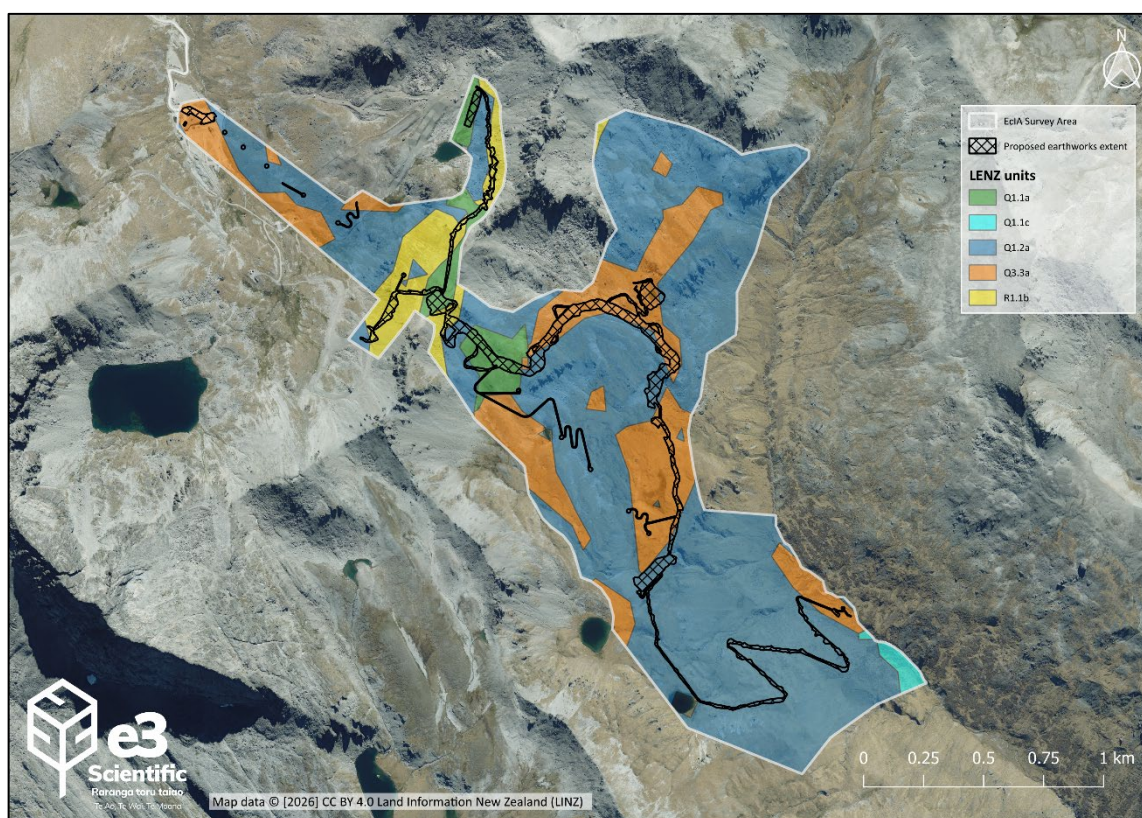 N
EcIA Survey Area
Proposed earthworks extent
LENZ units
Q1.1a
Q1.1c
Q1.2a
Q3.3a
R1.1b
e3
Scientific
Raranga toru taiao
Te Ao, Te Wai, Te Moana
0 0.25 0.5 0.75 1 km
Map data © [2026] CC BY 4.0 Land Information New Zealand (LINZ)